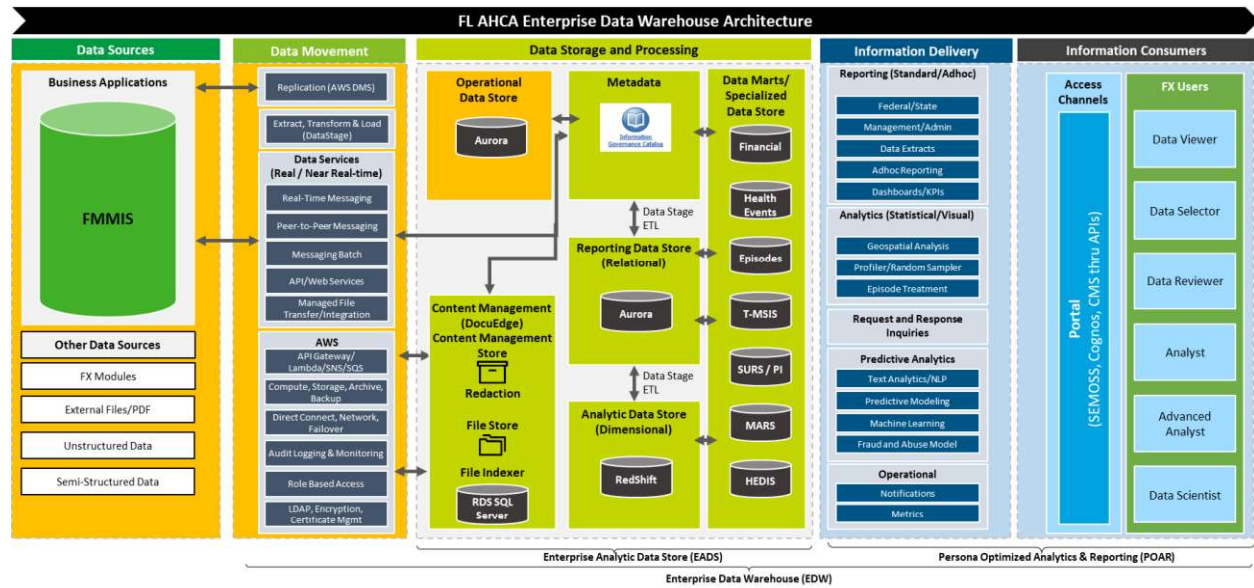 FL AHCA Enterprise Data Warehouse Architecture
Data Sources
Business Applications
FMMIS
Other Data Sources
FX Modules
External Files/PDF
Unstructured Data
Semi-Structured Data
Data Movement
Replication (AWS DMS)
Extract, Transform & Load
(DataStage)
Data Services
(Real / Near Real-time)
Real-Time Messaging
Peer-to-Peer Messaging
Messaging Batch
API/Web Services
Managed File
Transfer/Integration
AWS
API Gateway/
Lambda/SNS/SQS
Compute, Storage, Archive,
Backup
Direct Connect, Network,
Failover
Audit Logging & Monitoring
Role Based Access
LDAP, Encryption,
Certificate Mgmt
Data Storage and Processing
Operational
Data Store
Aurora
Content Management
(DocuEdge)
Content Management
Store
Redaction
File Store
File Indexer
RDS SQL
Server
Metadata
Information
Governance Catalog
Data Stage
ETL
Reporting Data Store
(Relational)
Aurora
Data Stage
ETL
Analytic Data Store
(Dimensional)
RedShift
Data Marts/
Specialized
Data Store
Financial
Health
Events
Episodes
T-MSIS
SURS / PI
MARS
HEDIS
Information Delivery
Reporting (Standard/Adhoc)
Federal/State
Management/Admin
Data Extracts
Adhoc Reporting
Dashboards/KPIs
Analytics (Statistical/Visual)
Geospatial Analysis
Profiler/Random Sampler
Episode Treatment
Request and Response
Inquiries
Predictive Analytics
Text Analytics/NLP
Predictive Modeling
Machine Learning
Fraud and Abuse Model
Operational
Notifications
Metrics
Information Consumers
Access
Channels
Portal
(SEMOSS, Cognos, CMS thru APIs)
FX Users
Data Viewer
Data Selector
Data Reviewer
Analyst
Advanced
Analyst
Data Scientist
Enterprise Analytic Data Store (EADS)
Persona Optimized Analytics & Reporting (POAR)
Enterprise Data Warehouse (EDW)